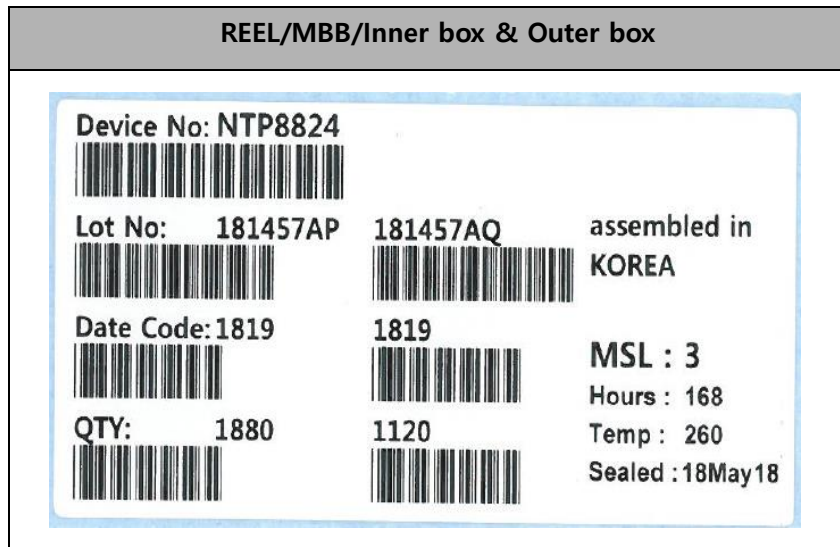 REEL/MBB/Inner box & Outer box
Device No: NTP8824
Lot No: 181457AP 181457AQ
assembled in
KOREA
Date Code: 1819 1819
MSL : 3
Hours : 168
QTY: 1880 1120
Temp : 260
Sealed : 18May18